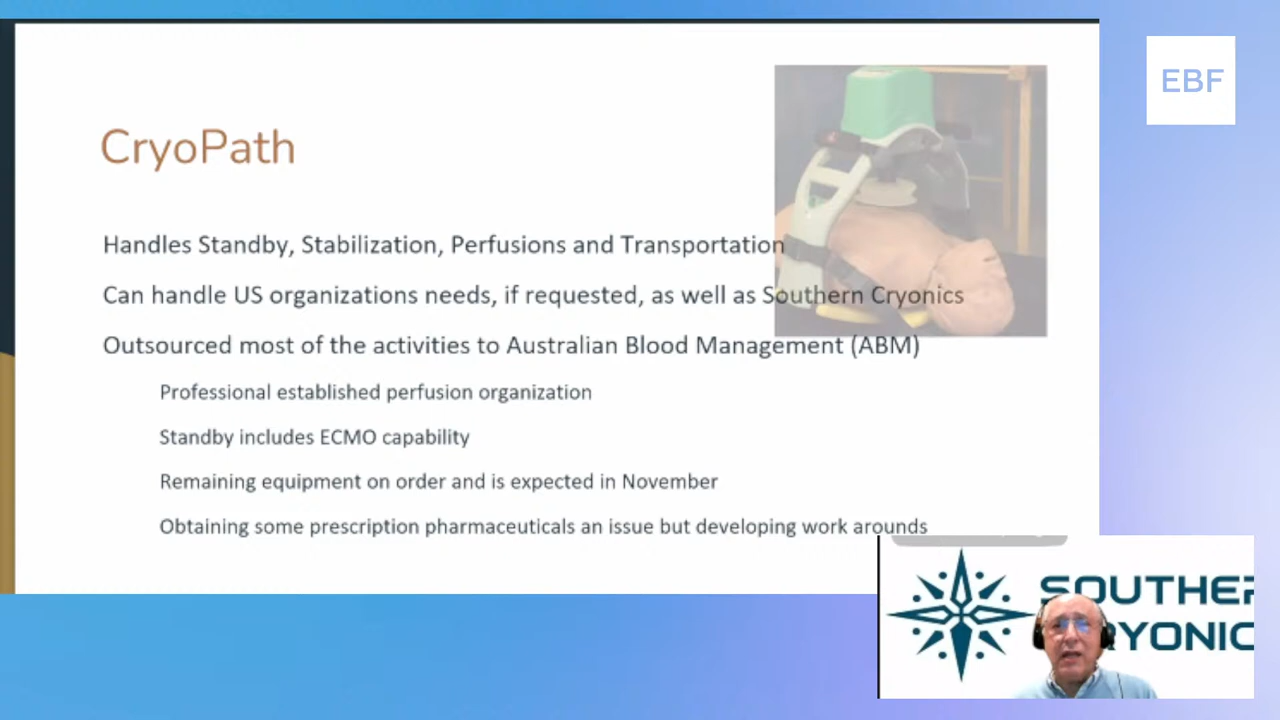 EBF
CryoPath
Handles Standby, Stabilization, Perfusions and Transportation
Can handle US organizations needs, if requested, as well as Southern Cryonics
Outsourced most of the activities to Australian Blood Management (ABM)
Professional established perfusion organization
Standby includes ECMO capability
Remaining equipment on order and is expected in November
Obtaining some prescription pharmaceuticals an issue but developing work arounds
SOUTHER
RYONIC